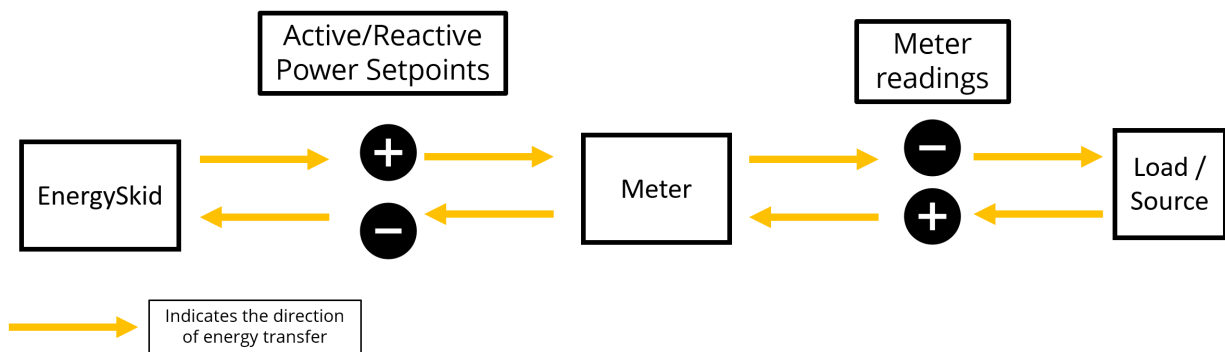 Active/Reactive
Power Setpoints
Meter
readings
EnergySkid
+
−
Meter
−
+
Load /
Source
Indicates the direction
of energy transfer